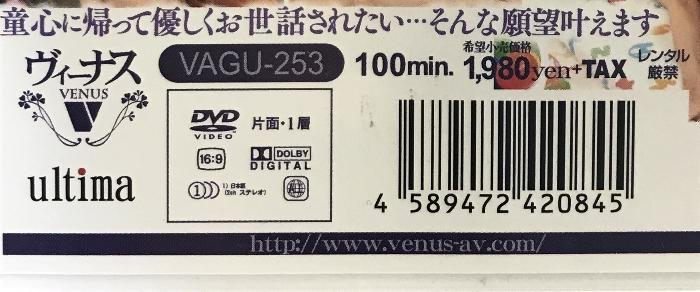 童心に帰って優しくお世話されたい…そんな願望叶えます
ヴィーナス
VENUS
V
ultima
VAGU-253
100min.
希望小売価格
1,980yen+TAX
レンタル
厳禁
DVD
VIDEO
片面・1層
16:9
DOLBY
DIGITAL
1) 日本語
(2ch ステレオ)
4 589472 420845
http://www.venus-av.com/